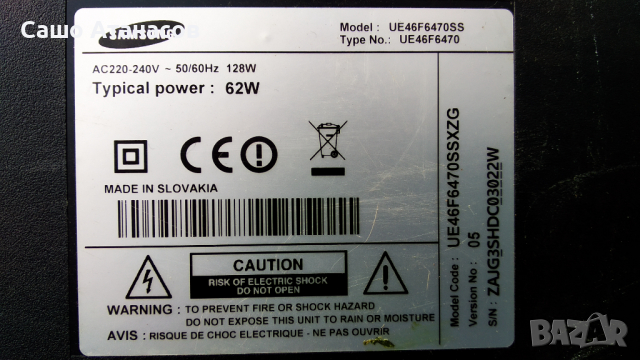 Сашо Атанасов
SAMSUNG
Model : UE46F6470SS
Type No.: UE46F6470
AC220-240V ~ 50/60Hz 128W
Typical power : 62W
MADE IN SLOVAKIA
CAUTION
RISK OF ELECTRIC SHOCK
DO NOT OPEN
WARNING : TO PREVENT FIRE OR SHOCK HAZARD
DO NOT EXPOSE THIS UNIT TO RAIN OR MOISTURE
AVIS : RISQUE DE CHOC ELECTRIQUE - NE PAS OUVRIR
Model Code : UE46F6470SSXZG
Version No : 05
S/N : ZAJG3SHDC03022W
BAZAR
.bg